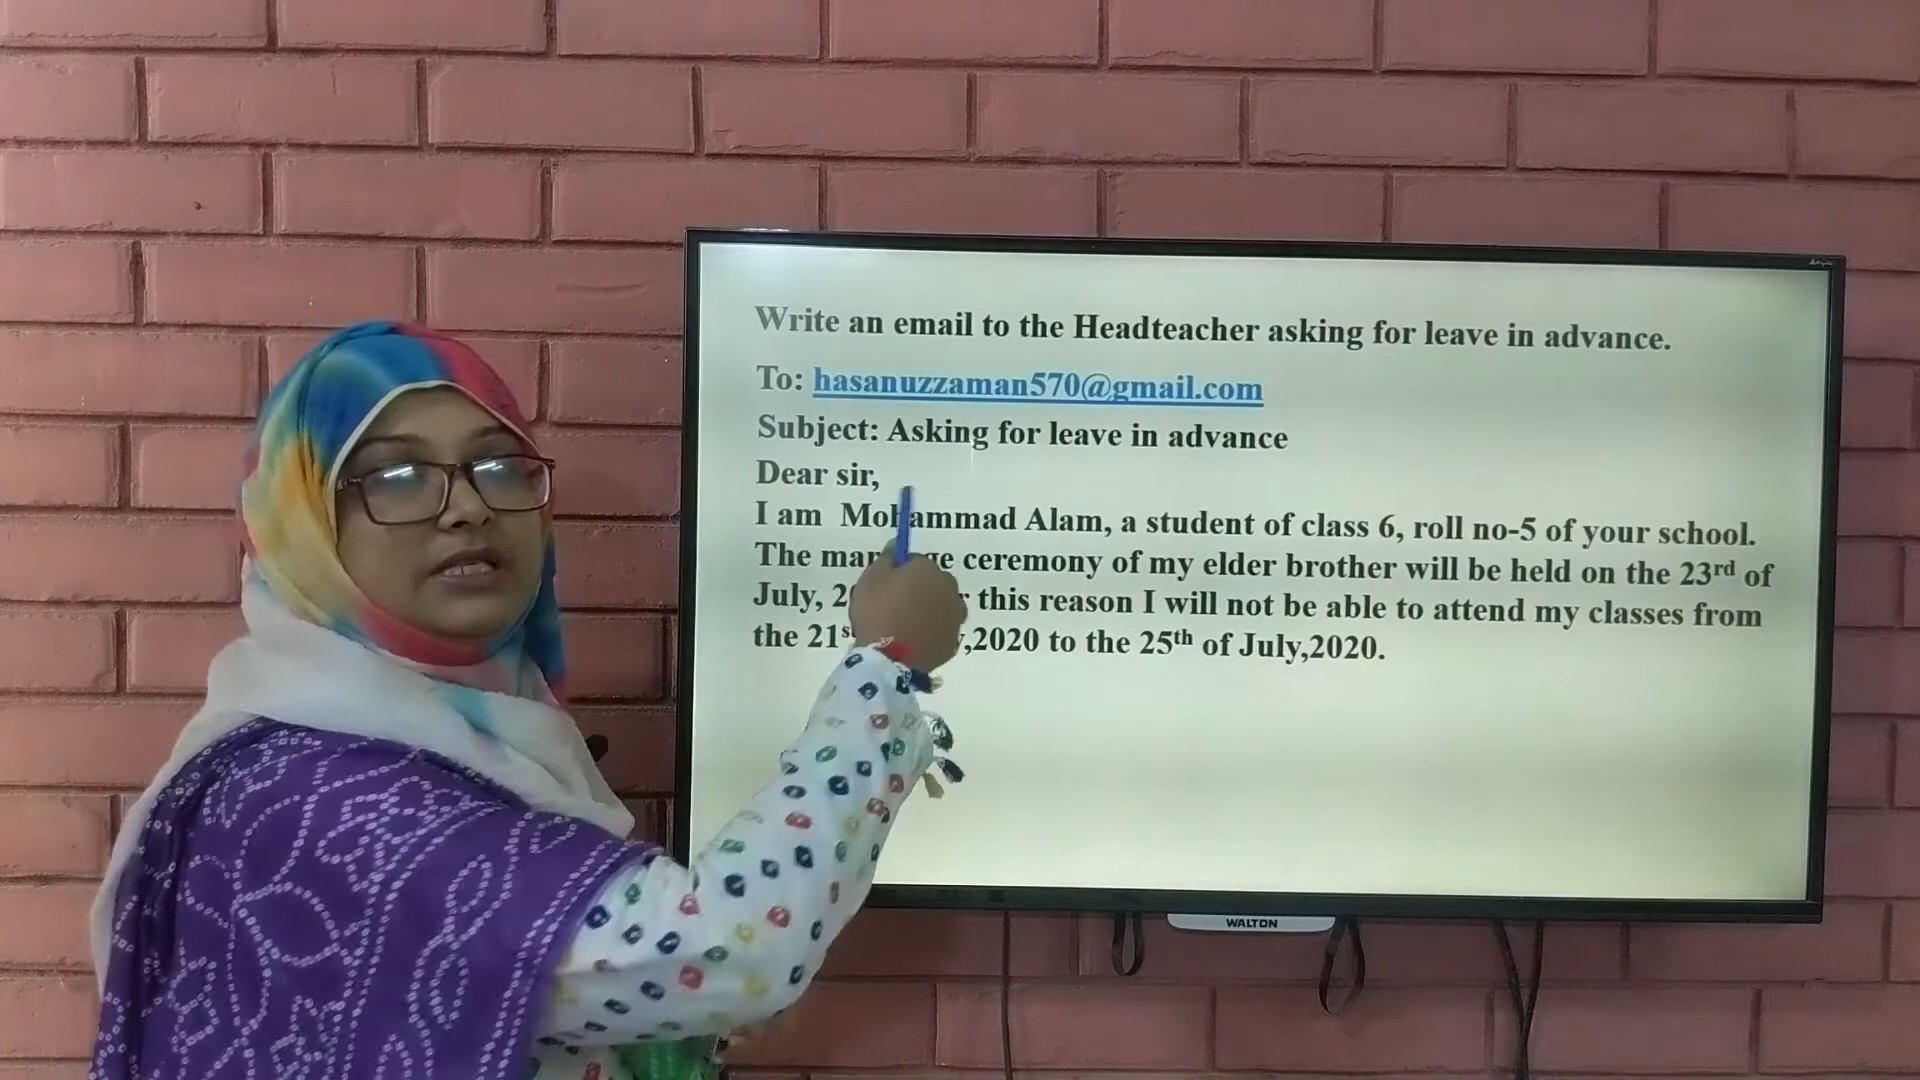 Write an email to the Headteacher asking for leave in advance.
To: hasanuzzaman570@gmail.com
Subject: Asking for leave in advance
Dear sir,
I am Mohammad Alam, a student of class 6, roll no-5 of your school.
The ceremony of my elder brother will be held on the 23rd of
July, this reason I will not be able to attend my classes from
the 21st ,2020 to the 25th of July,2020.
WALTON